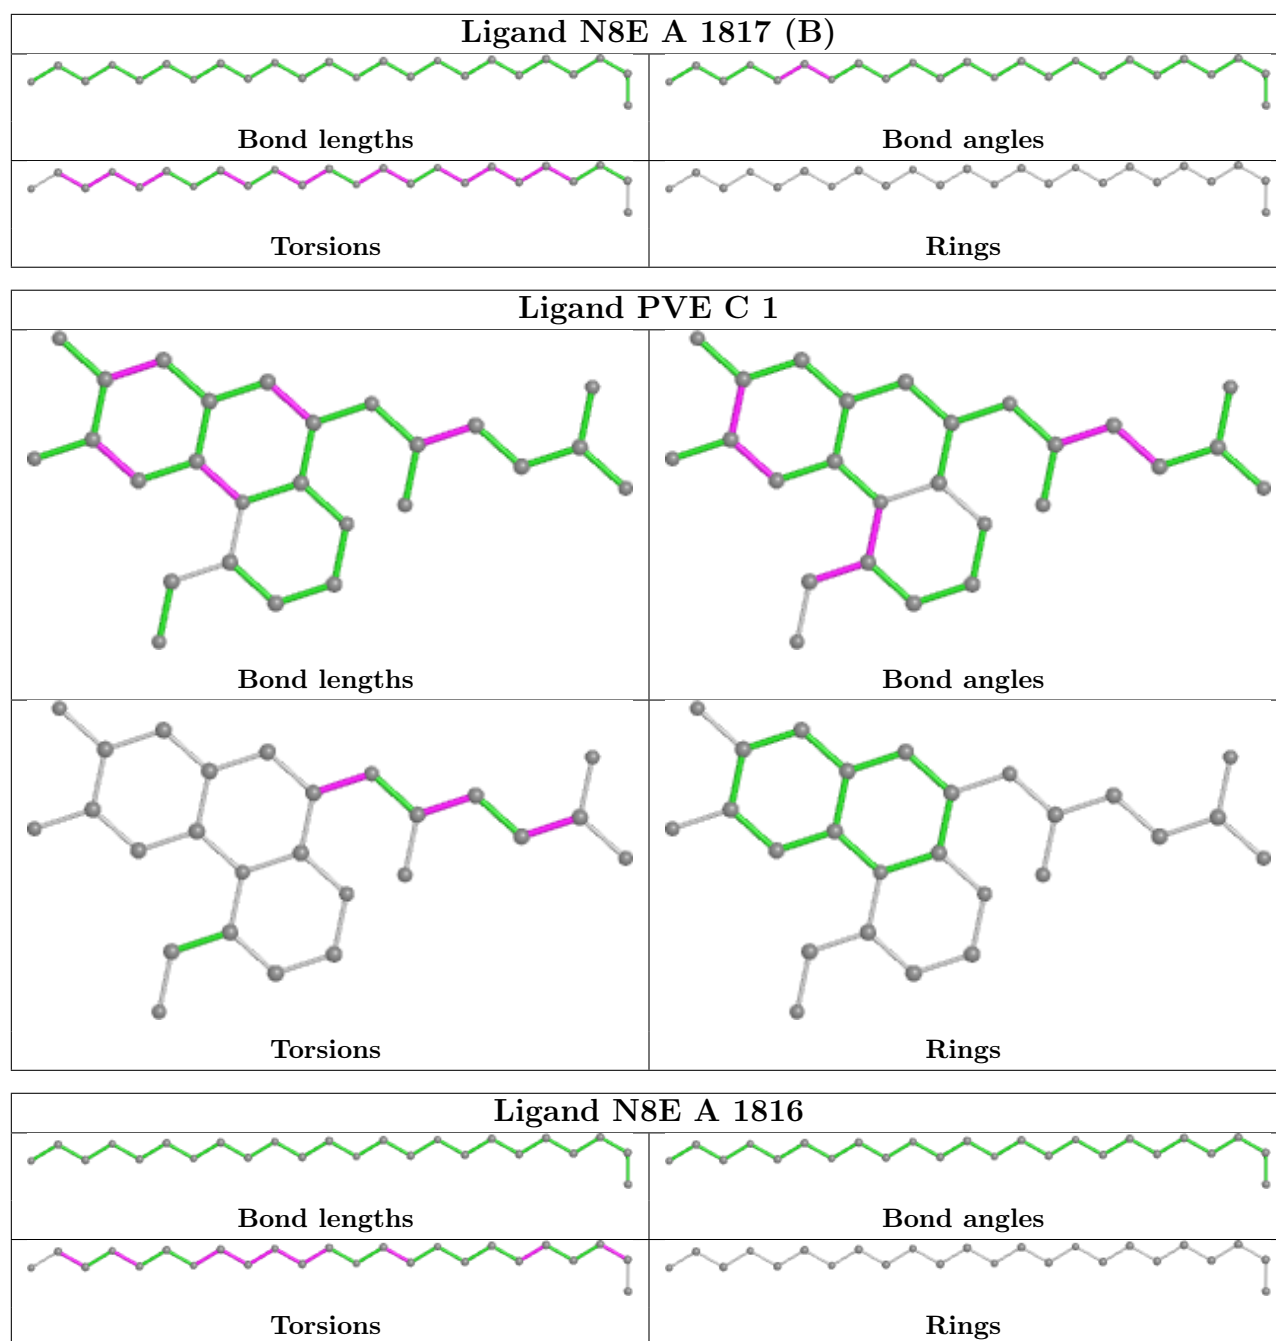 Ligand N8E A 1817 (B)
Bond lengths
Bond angles
Torsions
Rings
Ligand PVE C 1
Bond lengths
Bond angles
Torsions
Rings
Ligand N8E A 1816
Bond lengths
Bond angles
Torsions
Rings